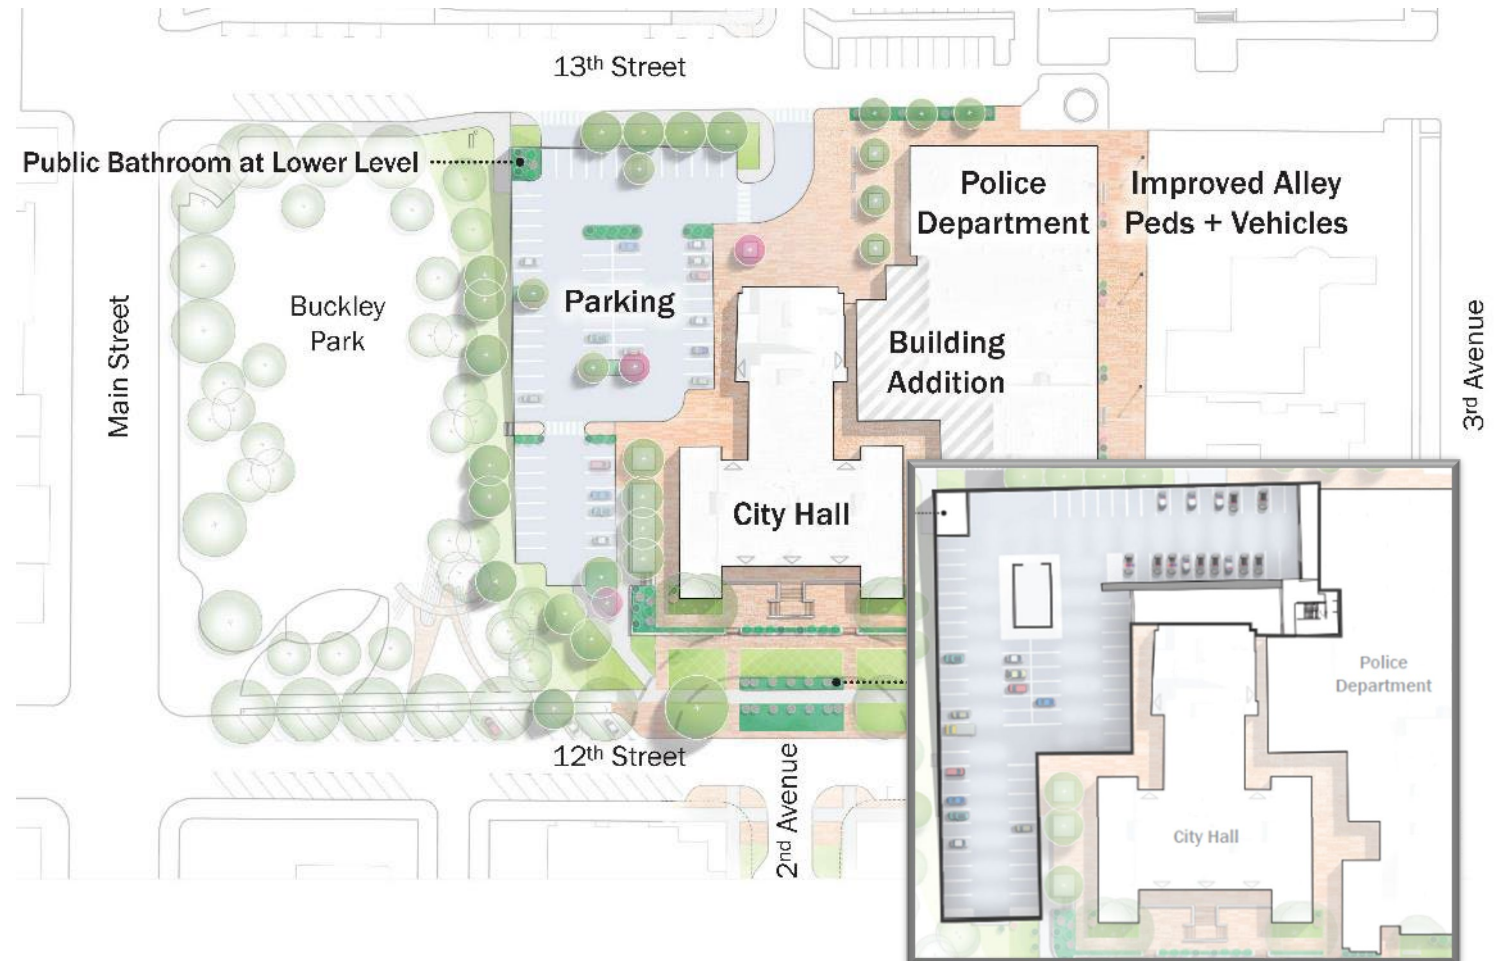 13th Street
Public Bathroom at Lower Level
Police
Department
Improved Alley
Peds + Vehicles
Main Street
Buckley
Park
Parking
Building
Addition
3rd Avenue
City Hall
12th Street
2nd Avenue
Police
Department
City Hall